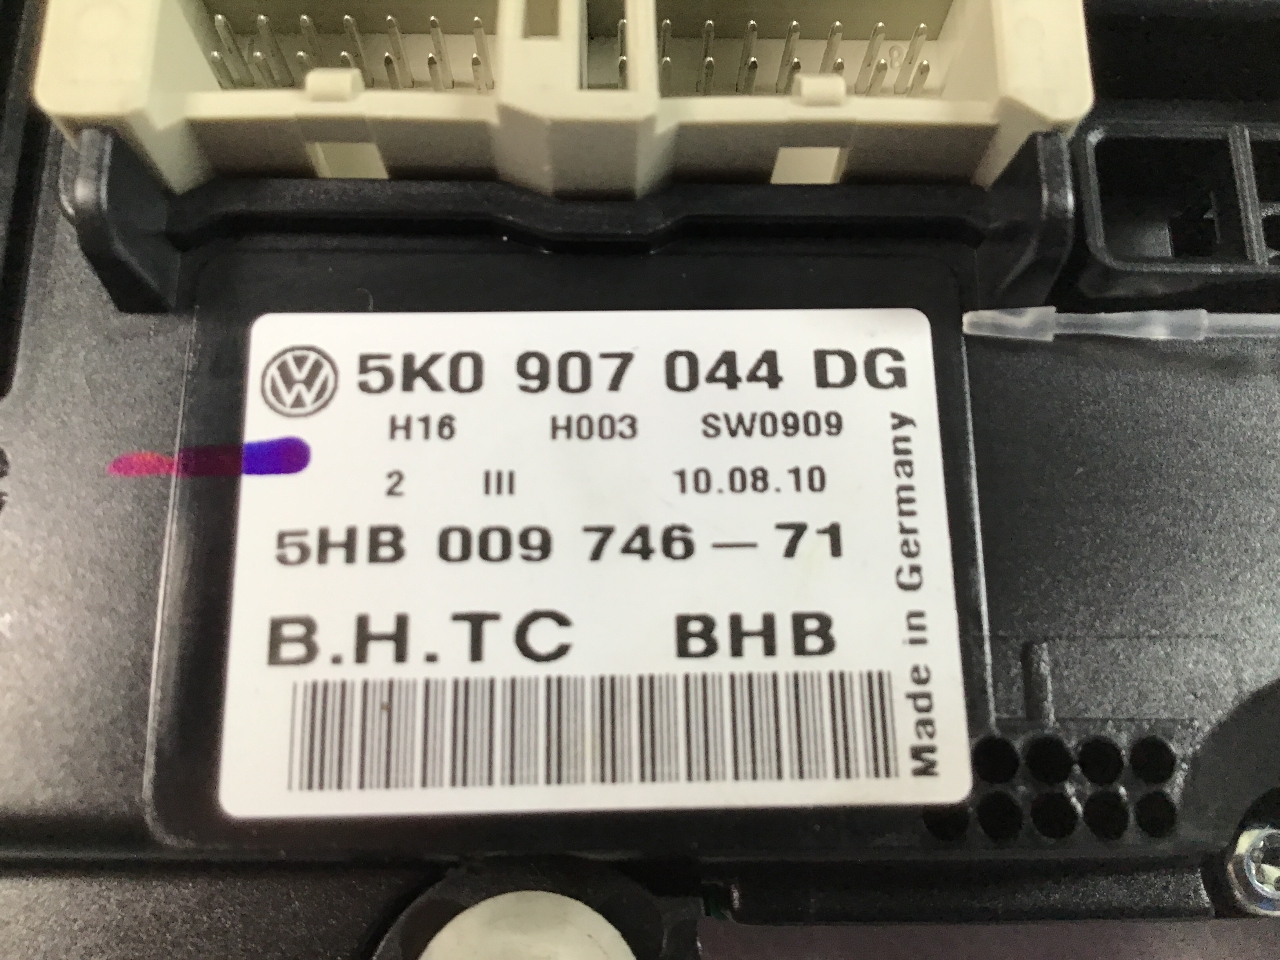 5K0 907 044 DG
H16 H003 SW0909
2 III 10.08.10
5HB 009 746-71
B.H.TC BHB
Made in Germany